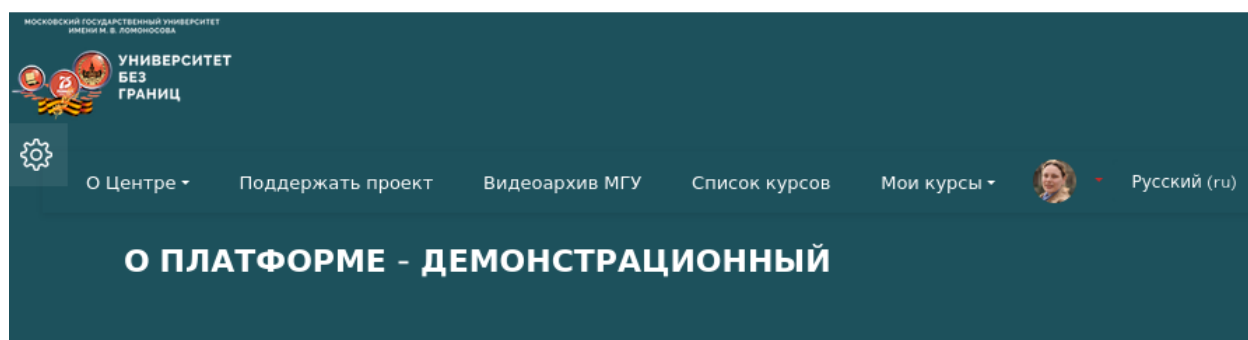 МОСКОВСКИЙ ГОСУДАРСТВЕННЫЙ УНИВЕРСИТЕТ
ИМЕНИ М. В. ЛОМОНОСОВА
УНИВЕРСИТЕТ
БЕЗ
ГРАНИЦ
75
О Центре Поддержать проект Видеоархив МГУ Список курсов Мои курсы Русский (ru)
О ПЛАТФОРМЕ - ДЕМОНСТРАЦИОННЫЙ